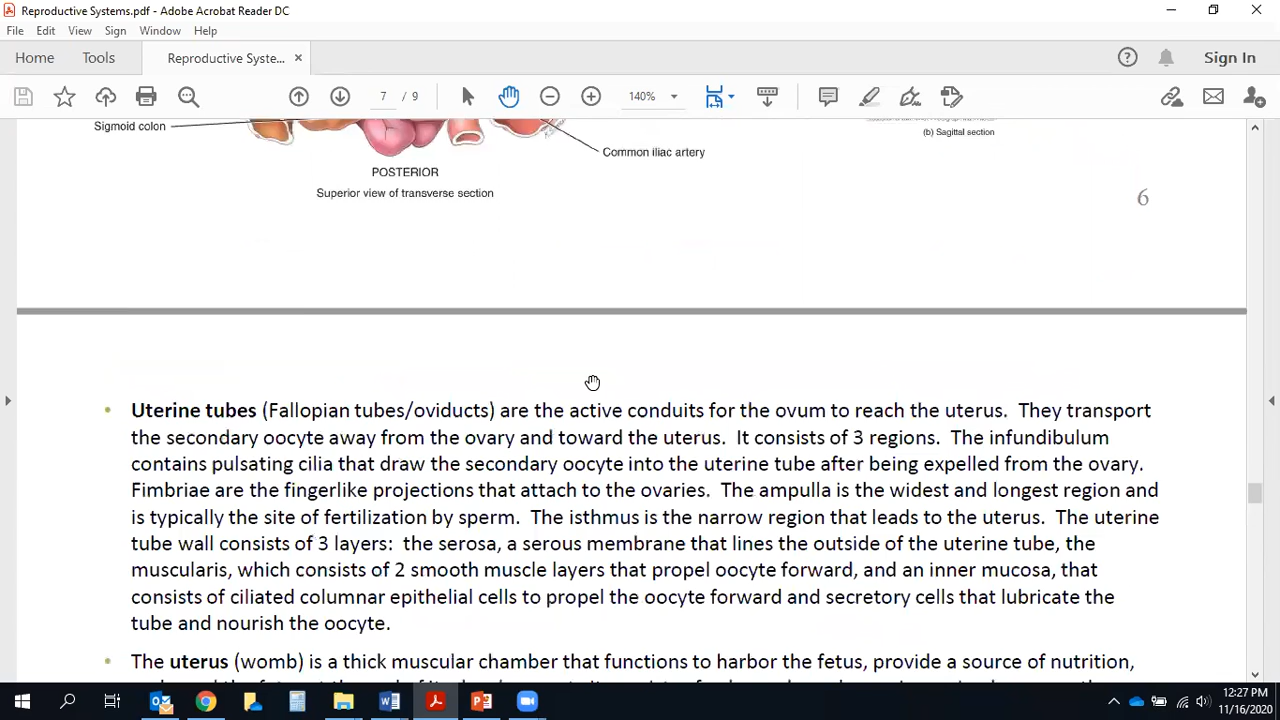 Reproductive Systems.pdf - Adobe Acrobat Reader DC
File Edit View Sign Window Help
Home Tools Reproductive Syste... × Sign In
7 / 9 140%
Sigmoid colon
(b) Sagittal section
Common iliac artery
POSTERIOR
Superior view of transverse section
6
• Uterine tubes (Fallopian tubes/oviducts) are the active conduits for the ovum to reach the uterus. They transport
the secondary oocyte away from the ovary and toward the uterus. It consists of 3 regions. The infundibulum
contains pulsating cilia that draw the secondary oocyte into the uterine tube after being expelled from the ovary.
Fimbriae are the fingerlike projections that attach to the ovaries. The ampulla is the widest and longest region and
is typically the site of fertilization by sperm. The isthmus is the narrow region that leads to the uterus. The uterine
tube wall consists of 3 layers: the serosa, a serous membrane that lines the outside of the uterine tube, the
muscularis, which consists of 2 smooth muscle layers that propel oocyte forward, and an inner mucosa, that
consists of ciliated columnar epithelial cells to propel the oocyte forward and secretory cells that lubricate the
tube and nourish the oocyte.
• The uterus (womb) is a thick muscular chamber that functions to harbor the fetus, provide a source of nutrition,
12:27 PM
11/16/2020